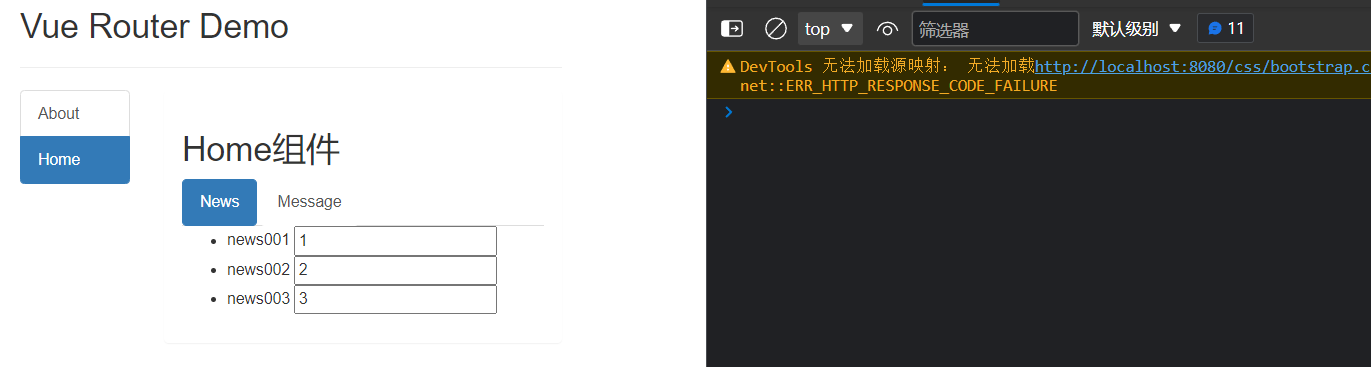 Vue Router Demo
About
Home
Home组件
News Message
news001 1
news002 2
news003 3
top 筛选器 默认级别 11
DevTools 无法加载源映射： 无法加载http://localhost:8080/css/bootstrap.c
net::ERR_HTTP_RESPONSE_CODE_FAILURE